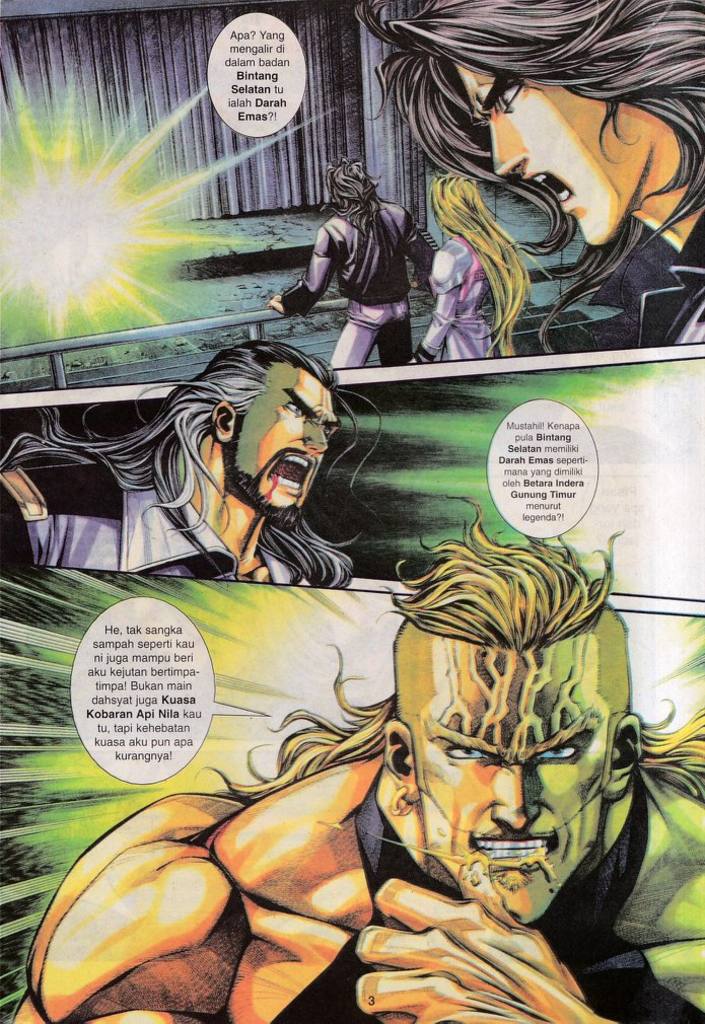 Apa? Yang
mengalir di
dalam badan
Bintang
Selatan tu
ialah Darah
Emas?!
Mustahil! Kenapa
pula Bintang
Selatan memiliki
Darah Emas seperti-
mana yang dimiliki
oleh Betara Indera
Gunung Timur
menurut
legenda?!
He, tak sangka
sampah seperti kau
ni juga mampu beri
aku kejutan bertimpa-
timpa! Bukan main
dahsyat juga Kuasa
Kobaran Api Nila kau
tu, tapi kehebatan
kuasa aku pun apa
kurangnya!
3